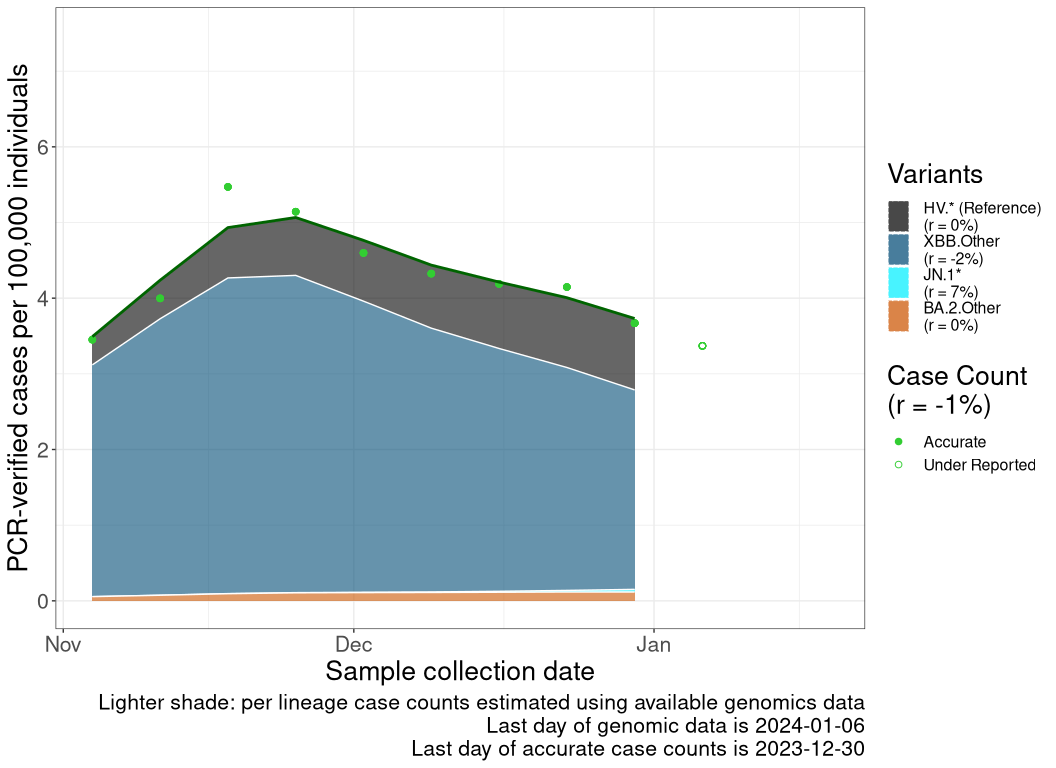 PCR-verified cases per 100,000 individuals
6
4
2
0
Nov
Dec
Jan
Sample collection date
Lighter shade: per lineage case counts estimated using available genomics data
Last day of genomic data is 2024-01-06
Last day of accurate case counts is 2023-12-30
Variants
HV.* (Reference)
(r = 0%)
XBB.Other
(r = -2%)
JN.1*
(r = 7%)
BA.2.Other
(r = 0%)
Case Count
(r = -1%)
Accurate
Under Reported